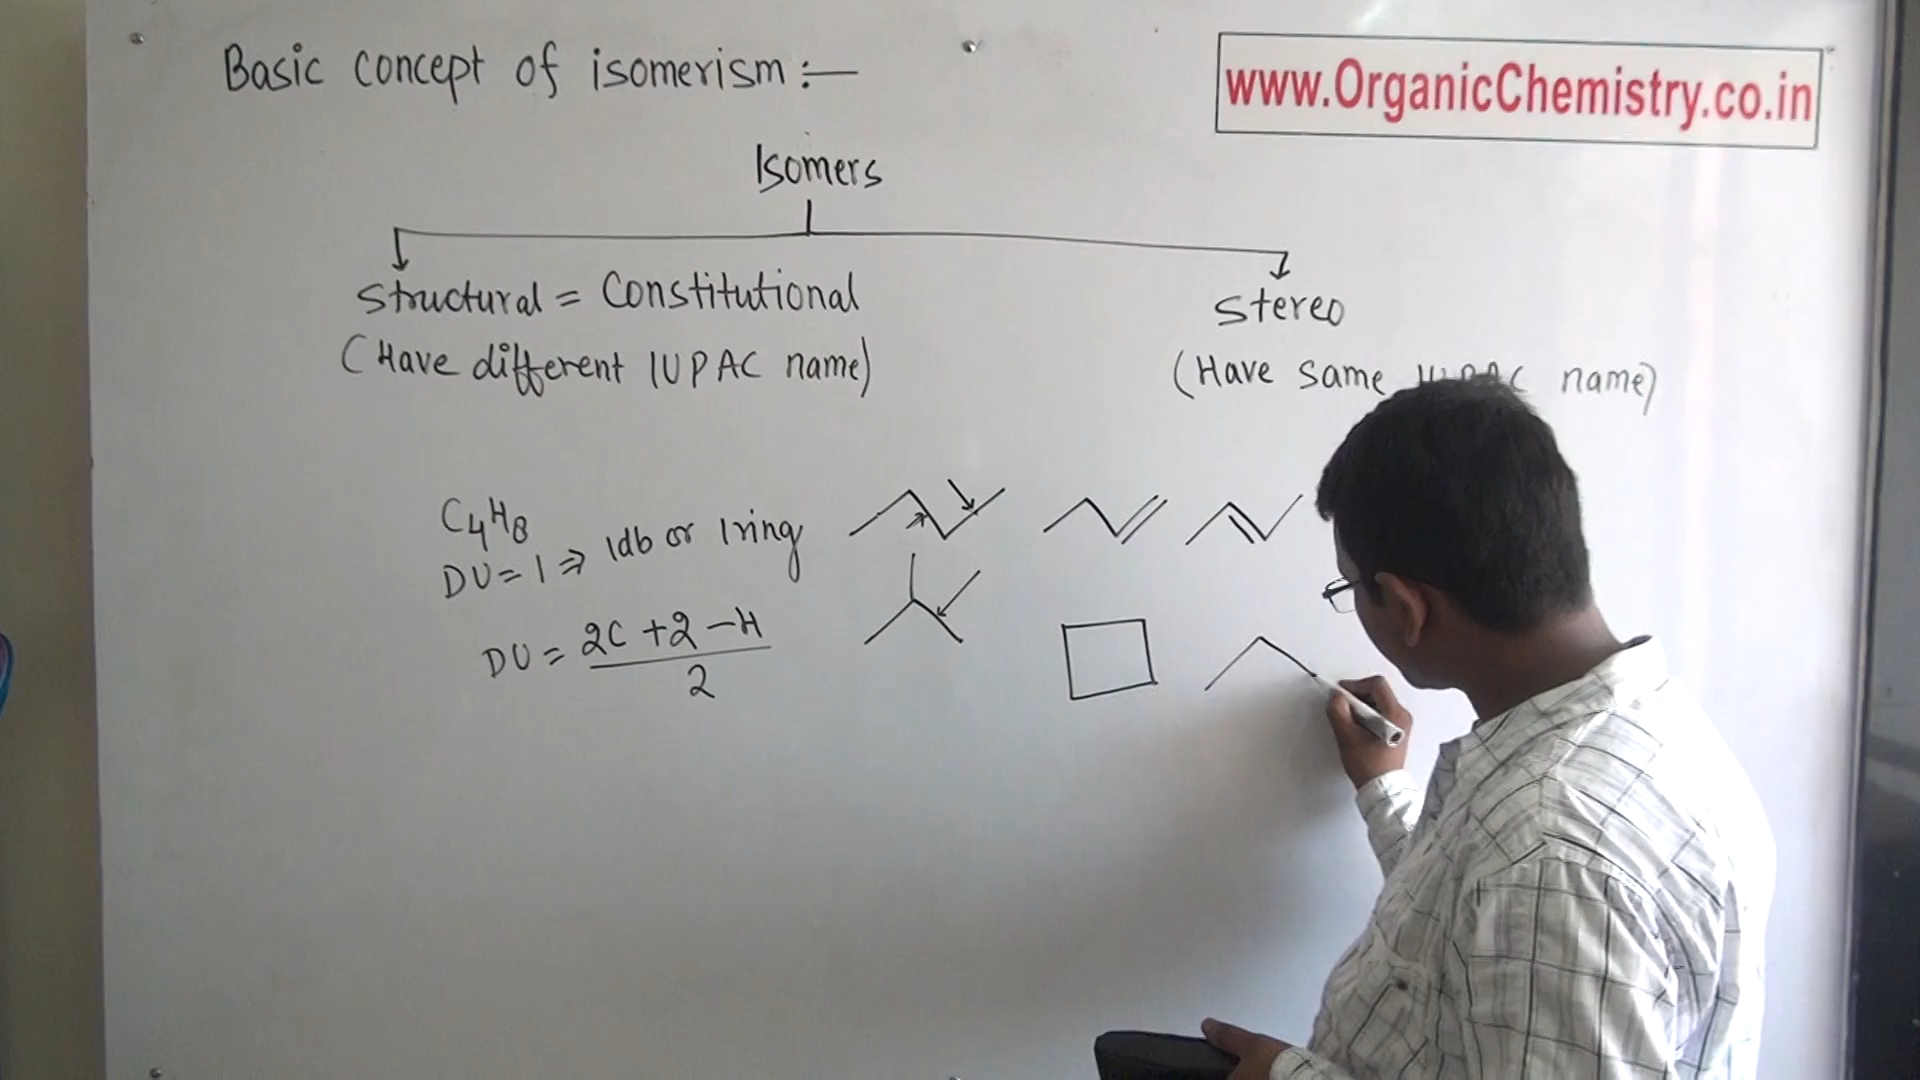 Basic concept of isomerism :—
www.OrganicChemistry.co.in
Isomers
Structural = Constitutional
(Have different IUPAC name)
Stereo
(Have same IUPAC name)
C4H8
DU = 1 ⇒ 1db or 1ring
DU = 2C + 2 – H
2